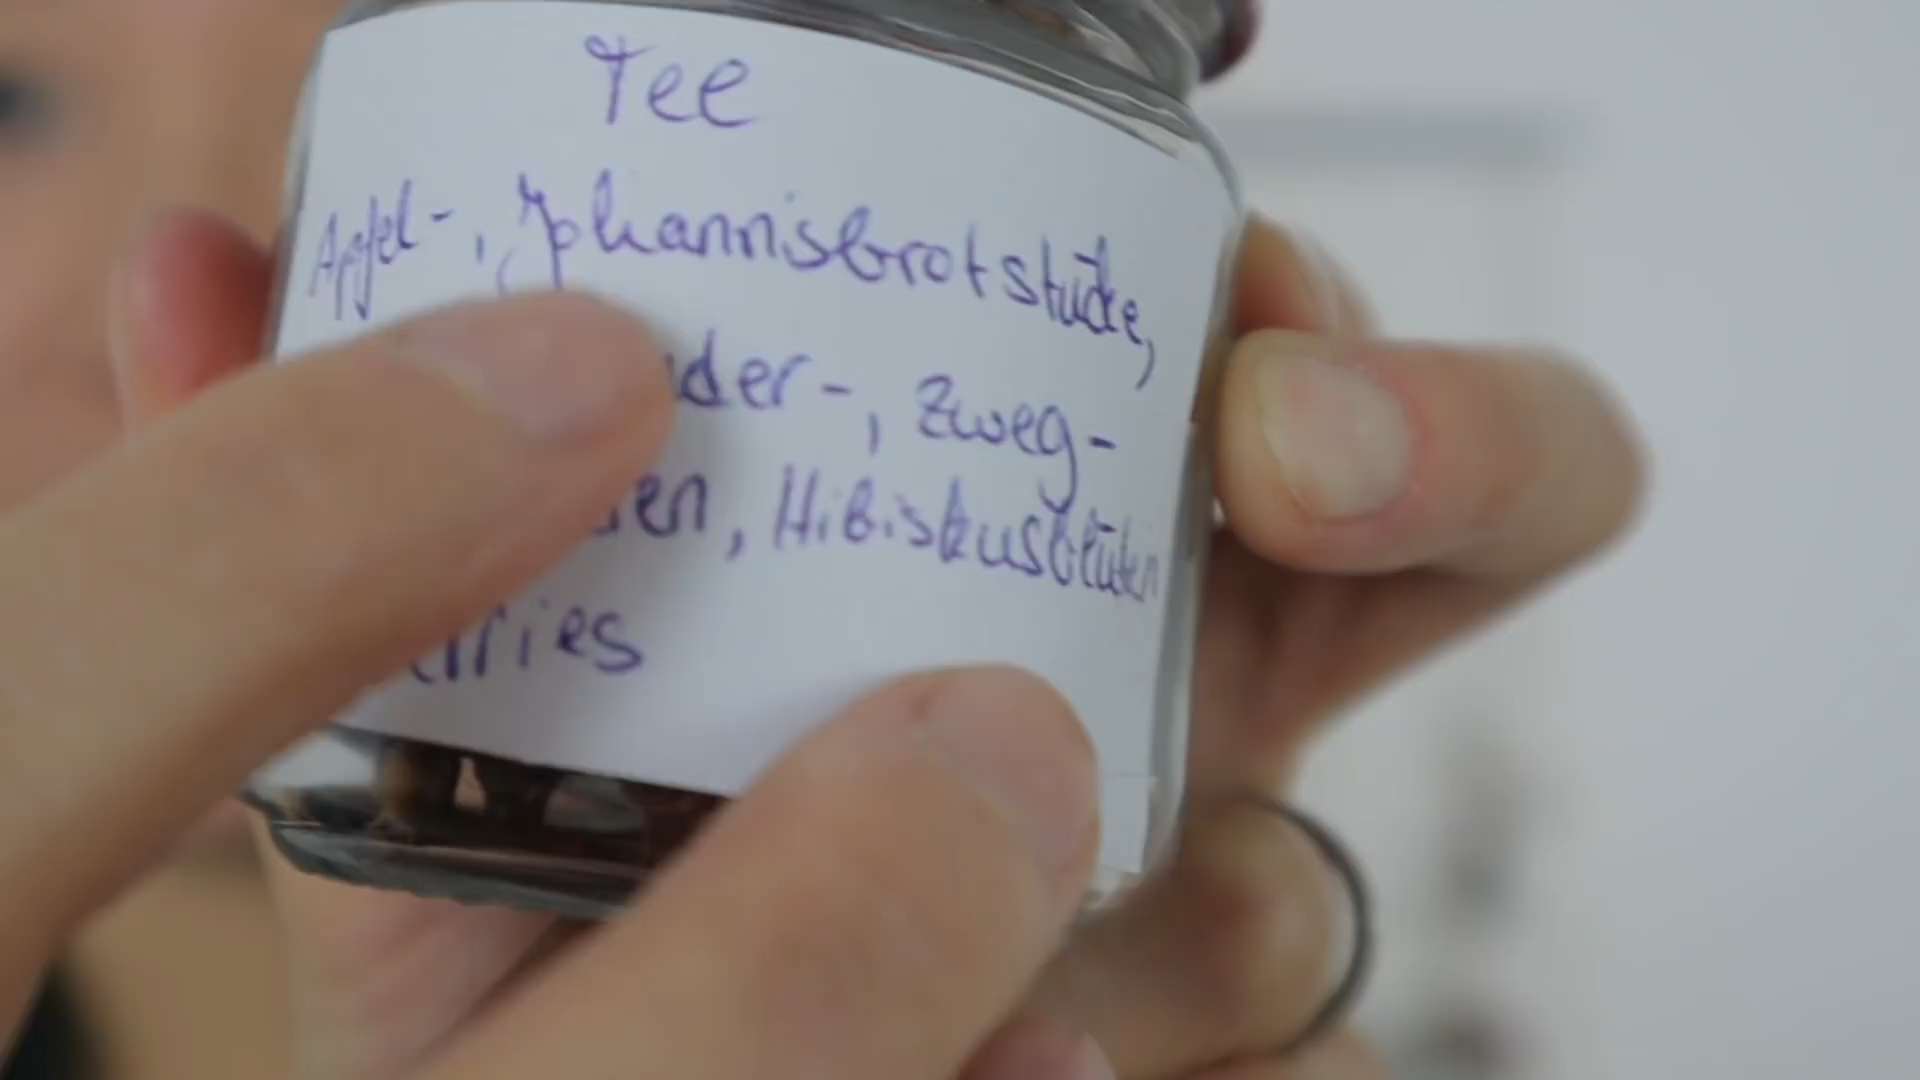 Tee
Apfel-, Johannisbrotstücke,
der-, Zweg-
en, Hibiskusblüten
rries